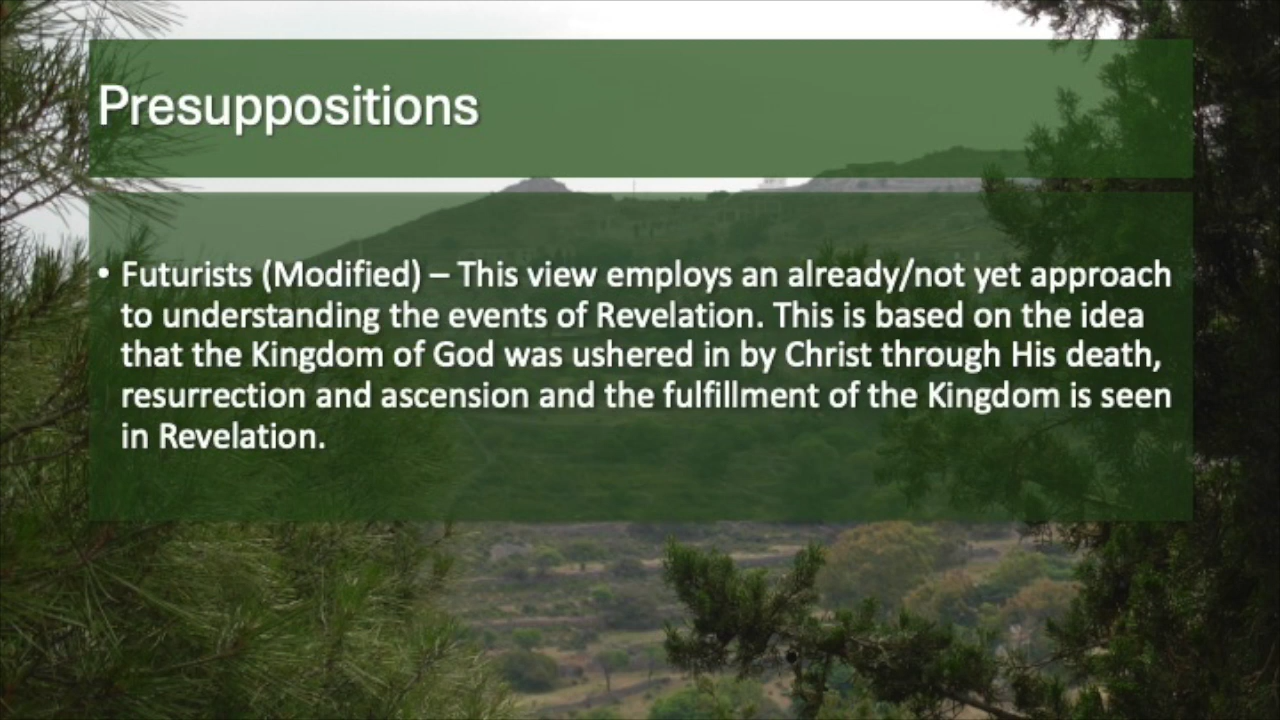 Presuppositions
• Futurists (Modified) – This view employs an already/not yet approach
to understanding the events of Revelation. This is based on the idea
that the Kingdom of God was ushered in by Christ through His death,
resurrection and ascension and the fulfillment of the Kingdom is seen
in Revelation.